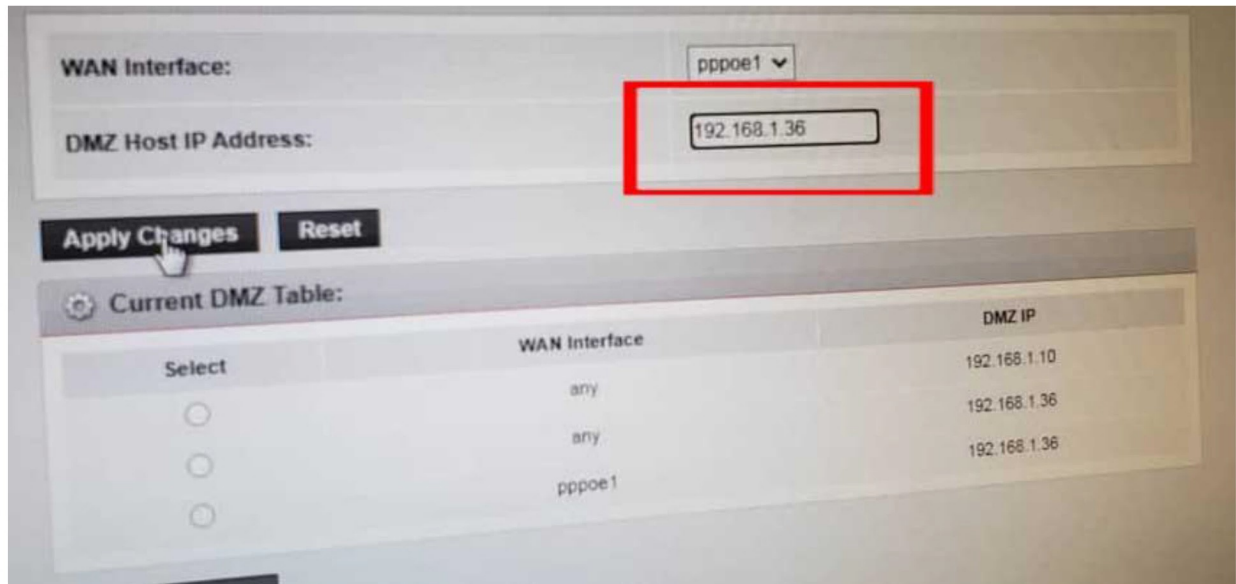 WAN Interface: pppoe1
DMZ Host IP Address: 192.168.1.36
Apply Changes Reset
Current DMZ Table:
Select WAN Interface DMZ IP
any 192.168.1.10
any 192.168.1.36
pppoe1 192.168.1.36